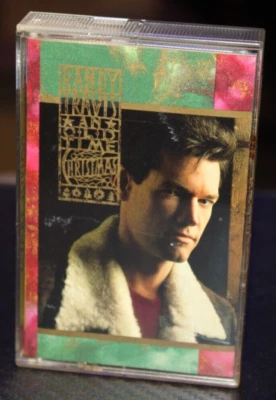 RANDY
TRAVIS
AN
OLD
TIME
CHRISTMAS